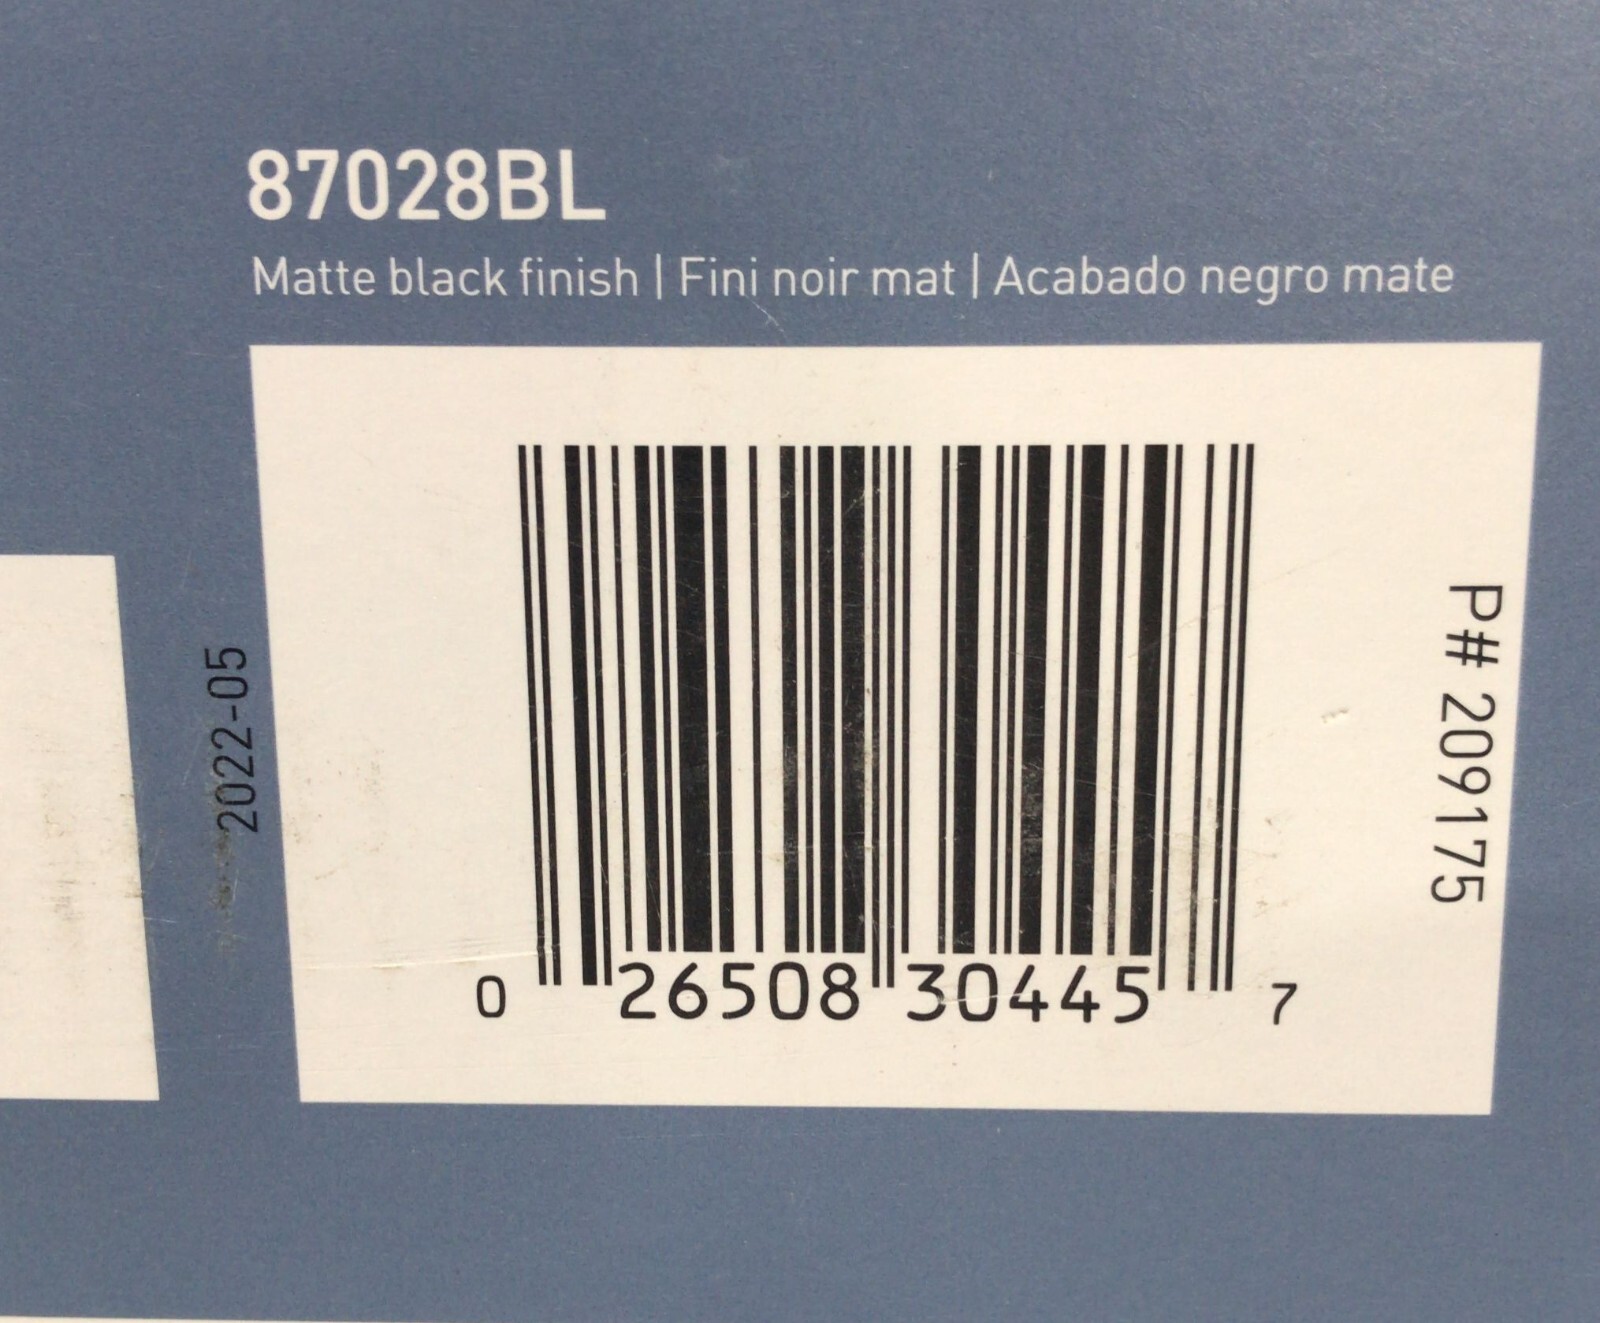 87028BL
Matte black finish | Fini noir mat | Acabado negro mate
2022-05
P# 209175
0 26508 30445 7